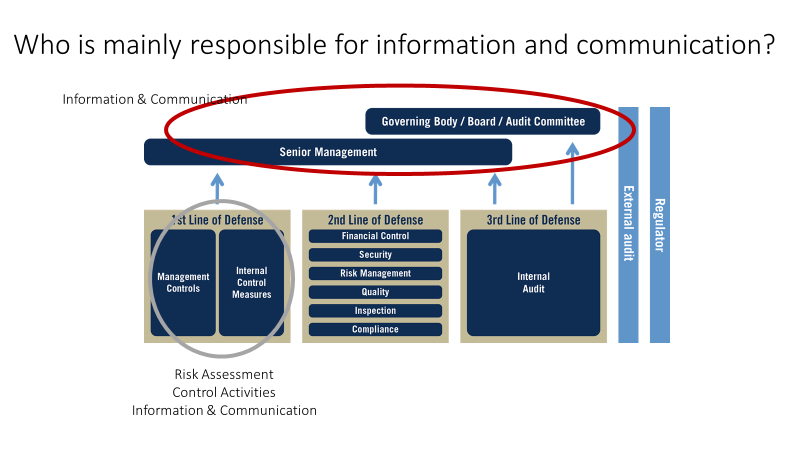 Who is mainly responsible for information and communication?
Information & Communication
Governing Body / Board / Audit Committee
Senior Management
1st Line of Defense
Management
Controls
Internal
Control
Measures
2nd Line of Defense
Financial Control
Security
Risk Management
Quality
Inspection
Compliance
3rd Line of Defense
Internal
Audit
External audit
Regulator
Risk Assessment
Control Activities
Information & Communication